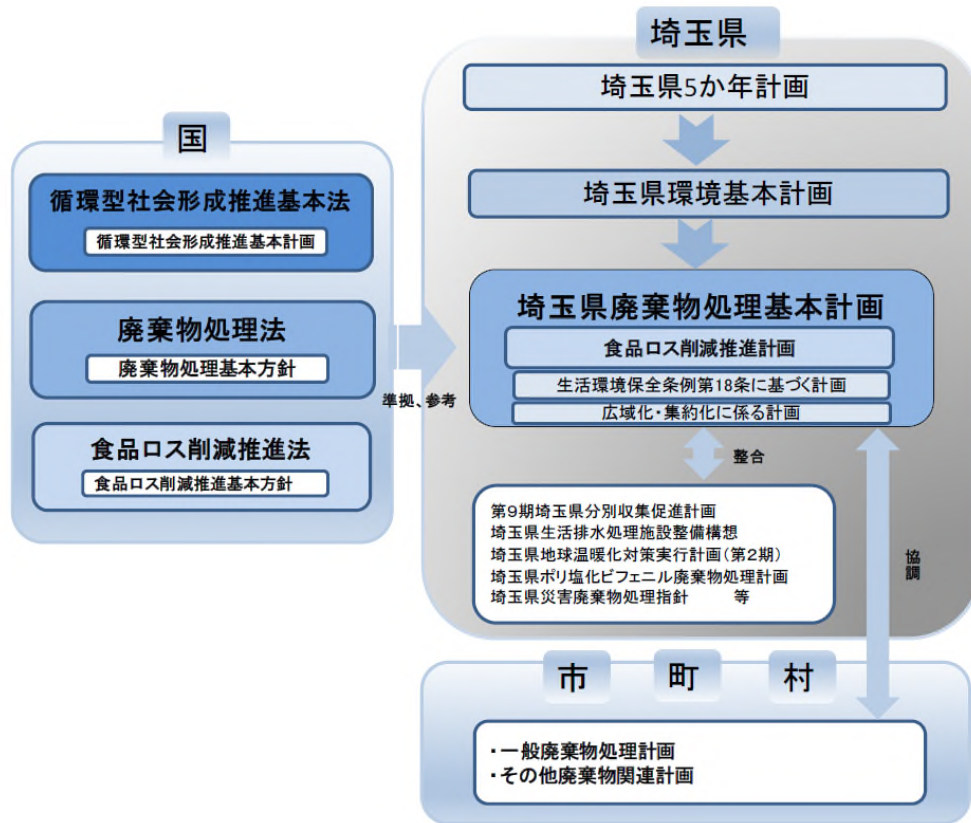 国
循環型社会形成推進基本法
循環型社会形成推進基本計画
廃棄物処理法
廃棄物処理基本方針
食品ロス削減推進法
食品ロス削減推進基本方針
準拠、参考
埼玉県
埼玉県5か年計画
埼玉県環境基本計画
埼玉県廃棄物処理基本計画
食品ロス削減推進計画
生活環境保全条例第18条に基づく計画
広域化・集約化に係る計画
整合
第9期埼玉県分別収集促進計画
埼玉県生活排水処理施設整備構想
埼玉県地球温暖化対策実行計画(第2期)
埼玉県ポリ塩化ビフェニル廃棄物処理計画
埼玉県災害廃棄物処理指針 等
協調
市 町 村
・一般廃棄物処理計画
・その他廃棄物関連計画